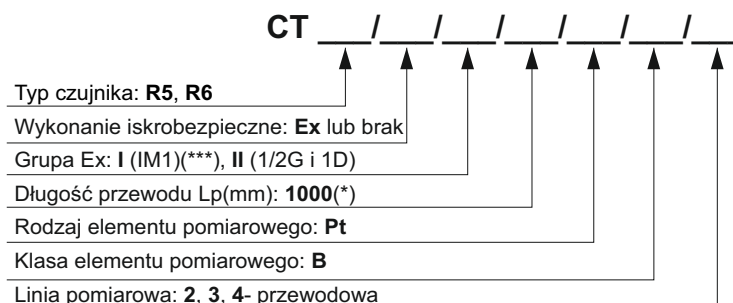 CT ___/___/___/___/___/___/___
Typ czujnika: R5, R6
Wykonanie iskrobezpieczne: Ex lub brak
Grupa Ex: I (IM1)(***), II (1/2G i 1D)
Długość przewodu Lp(mm): 1000(*)
Rodzaj elementu pomiarowego: Pt
Klasa elementu pomiarowego: B
Linia pomiarowa: 2, 3, 4- przewodowa